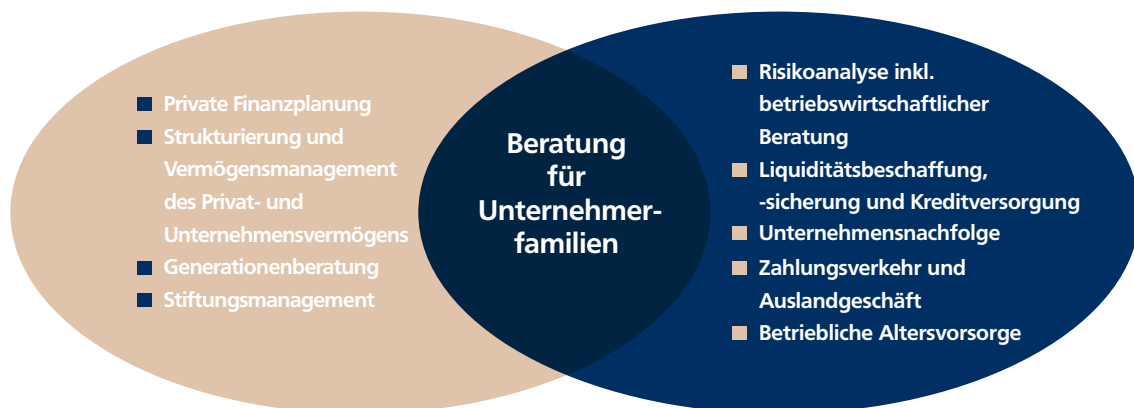 Private Finanzplanung
Strukturierung und
Vermögensmanagement
des Privat- und
Unternehmensvermögens
Generationenberatung
Stiftungsmanagement
Beratung
für
Unternehmer-
familien
Risikoanalyse inkl.
betriebswirtschaftlicher
Beratung
Liquiditätsbeschaffung,
-sicherung und Kreditversorgung
Unternehmensnachfolge
Zahlungsverkehr und
Auslandgeschäft
Betriebliche Altersvorsorge